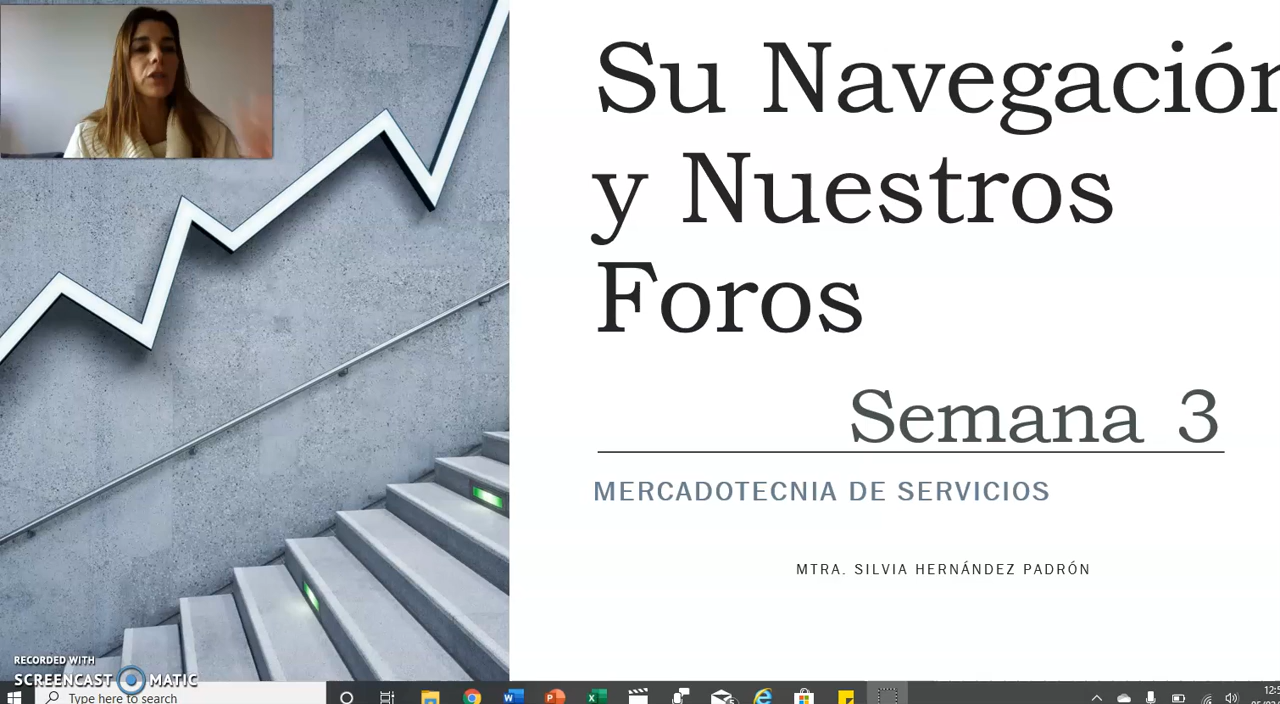 Su Navegación
y Nuestros
Foros
Semana 3
MERCADOTECNIA DE SERVICIOS
MTRA. SILVIA HERNÁNDEZ PADRÓN
RECORDED WITH
SCREENCAST MATIC
Type here to search